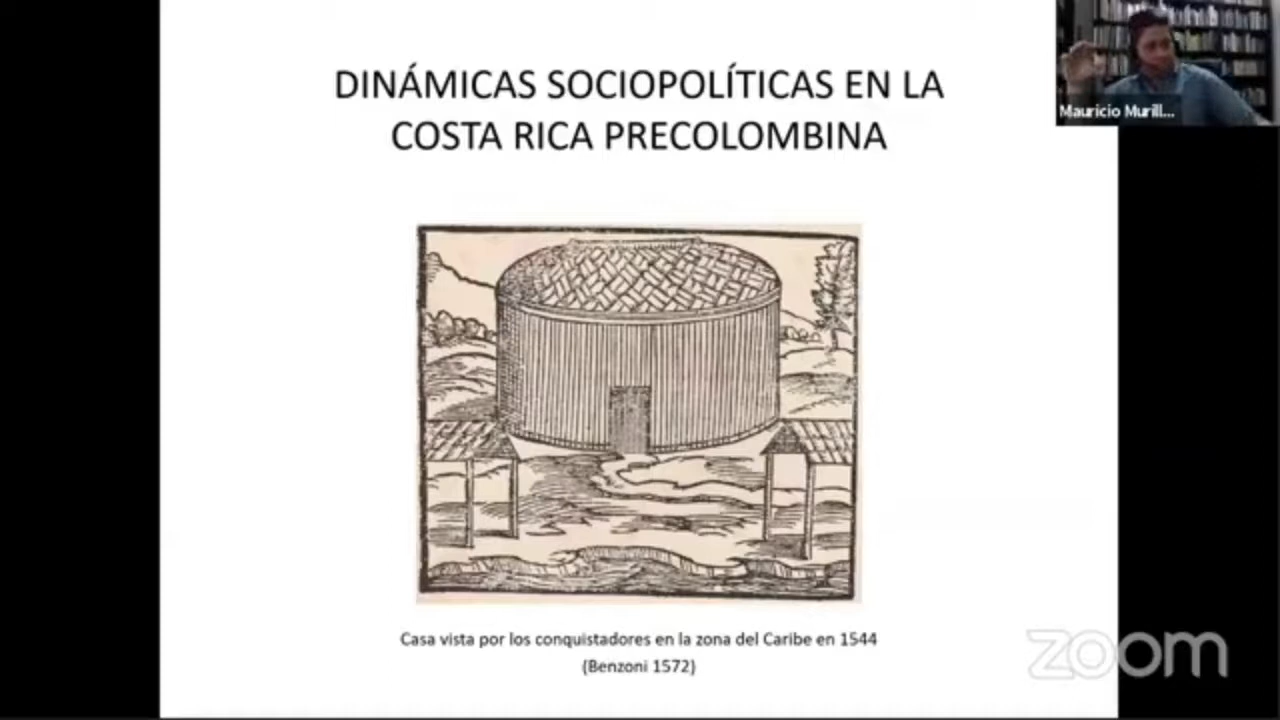 DINÁMICAS SOCIOPOLÍTICAS EN LA
COSTA RICA PRECOLOMBINA
Mauricio Murill...
Casa vista por los conquistadores en la zona del Caribe en 1544
(Benzoni 1572)
zoom